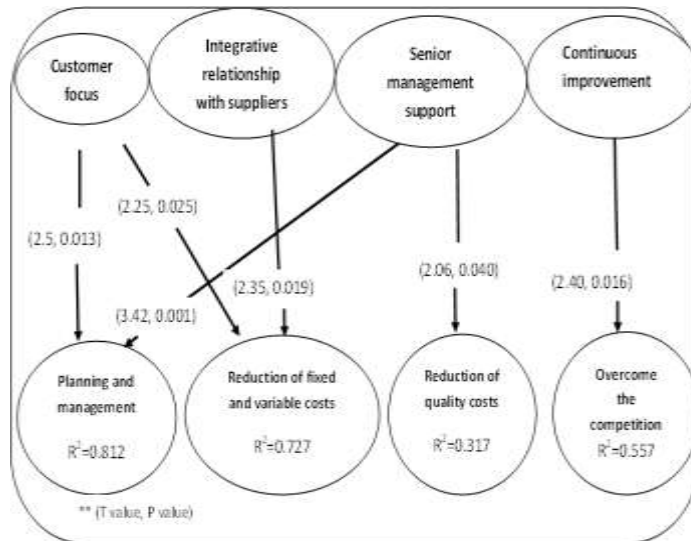 Customer
focus
Integrative
relationship
with suppliers
Senior
management
support
Continuous
improvement
(2.25, 0.025)
(2.5, 0.013)
(2.06, 0.040)
(2.35, 0.019)
(2.40, 0.016)
(3.42, 0.001)
Planning and
management
R²=0.812
Reduction of fixed
and variable costs
R²=0.727
Reduction of
quality costs
R²=0.317
Overcome
the
competition
R²=0.557
** (T value, P value)